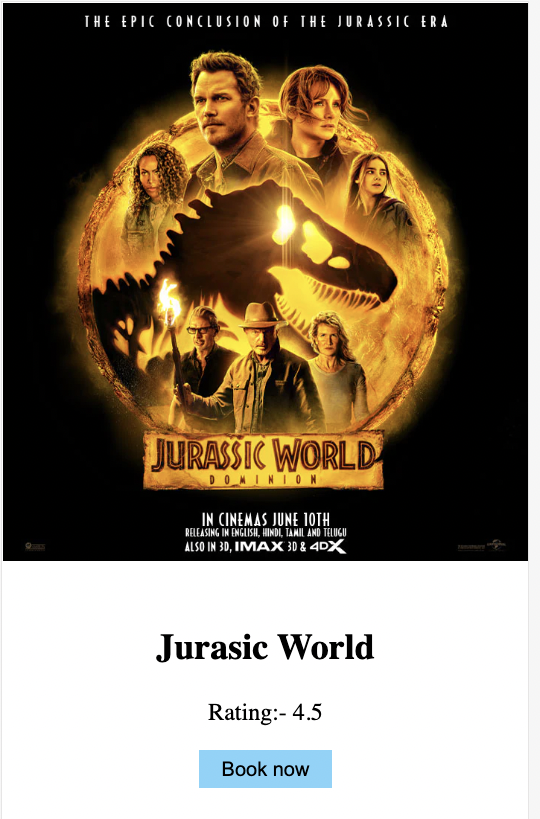 THE EPIC CONCLUSION OF THE JURASSIC ERA
JURASSIC WORLD
DOMINION
IN CINEMAS JUNE 10TH
RELEASING IN ENGLISH, HINDI, TAMIL AND TELUGU
ALSO IN 3D, IMAX 3D & 4DX
Jurasic World
Rating:- 4.5
Book now